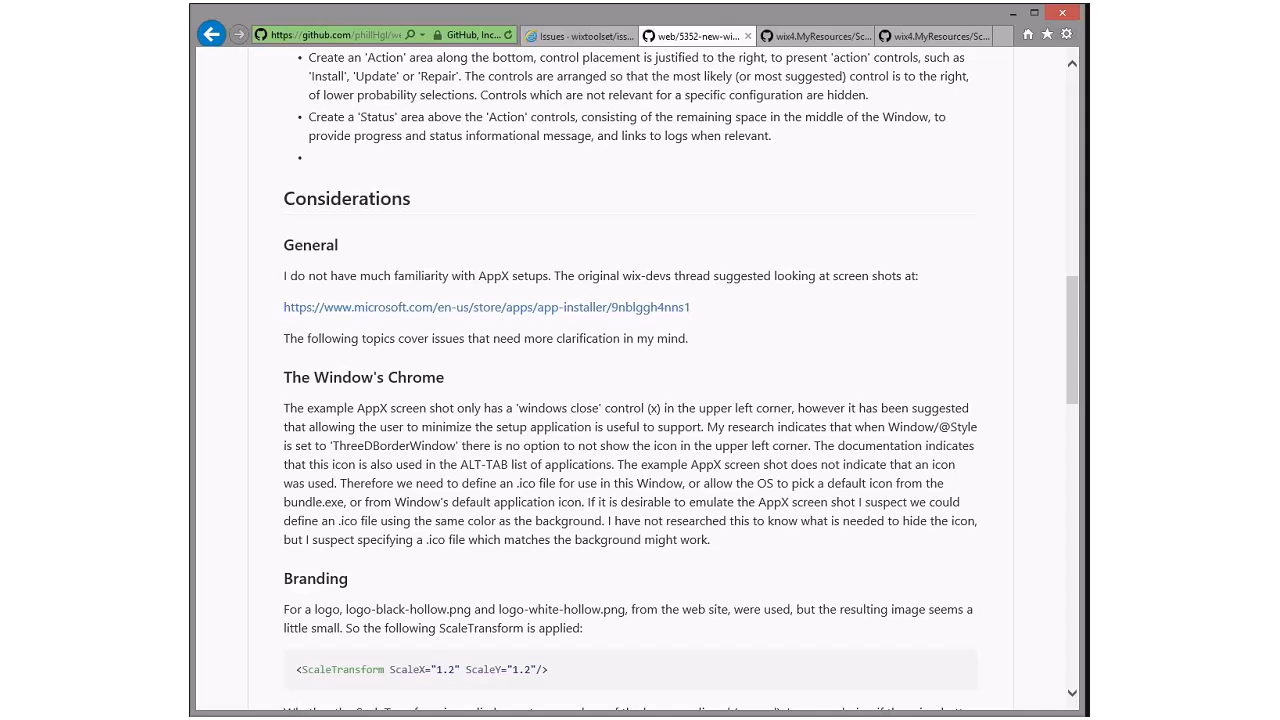 https://github.com/phillHgl/we
GitHub, Inc...
Issues - wixtoolset/iss...
web/5352-new-wi...
wix4.MyResources/Sc...
wix4.MyResources/Sc...
• Create an 'Action' area along the bottom, control placement is justified to the right, to present 'action' controls, such as
'Install', 'Update' or 'Repair'. The controls are arranged so that the most likely (or most suggested) control is to the right,
of lower probability selections. Controls which are not relevant for a specific configuration are hidden.
• Create a 'Status' area above the 'Action' controls, consisting of the remaining space in the middle of the Window, to
provide progress and status informational message, and links to logs when relevant.
•
Considerations
General
I do not have much familiarity with AppX setups. The original wix-devs thread suggested looking at screen shots at:
https://www.microsoft.com/en-us/store/apps/app-installer/9nblggh4nns1
The following topics cover issues that need more clarification in my mind.
The Window's Chrome
The example AppX screen shot only has a 'windows close' control (x) in the upper left corner, however it has been suggested
that allowing the user to minimize the setup application is useful to support. My research indicates that when Window/@Style
is set to 'ThreeDBorderWindow' there is no option to not show the icon in the upper left corner. The documentation indicates
that this icon is also used in the ALT-TAB list of applications. The example AppX screen shot does not indicate that an icon
was used. Therefore we need to define an .ico file for use in this Window, or allow the OS to pick a default icon from the
bundle.exe, or from Window's default application icon. If it is desirable to emulate the AppX screen shot I suspect we could
define an .ico file using the same color as the background. I have not researched this to know what is needed to hide the icon,
but I suspect specifying a .ico file which matches the background might work.
Branding
For a logo, logo-black-hollow.png and logo-white-hollow.png, from the web site, were used, but the resulting image seems a
little small. So the following ScaleTransform is applied:
<ScaleTransform ScaleX="1.2" ScaleY="1.2"/>